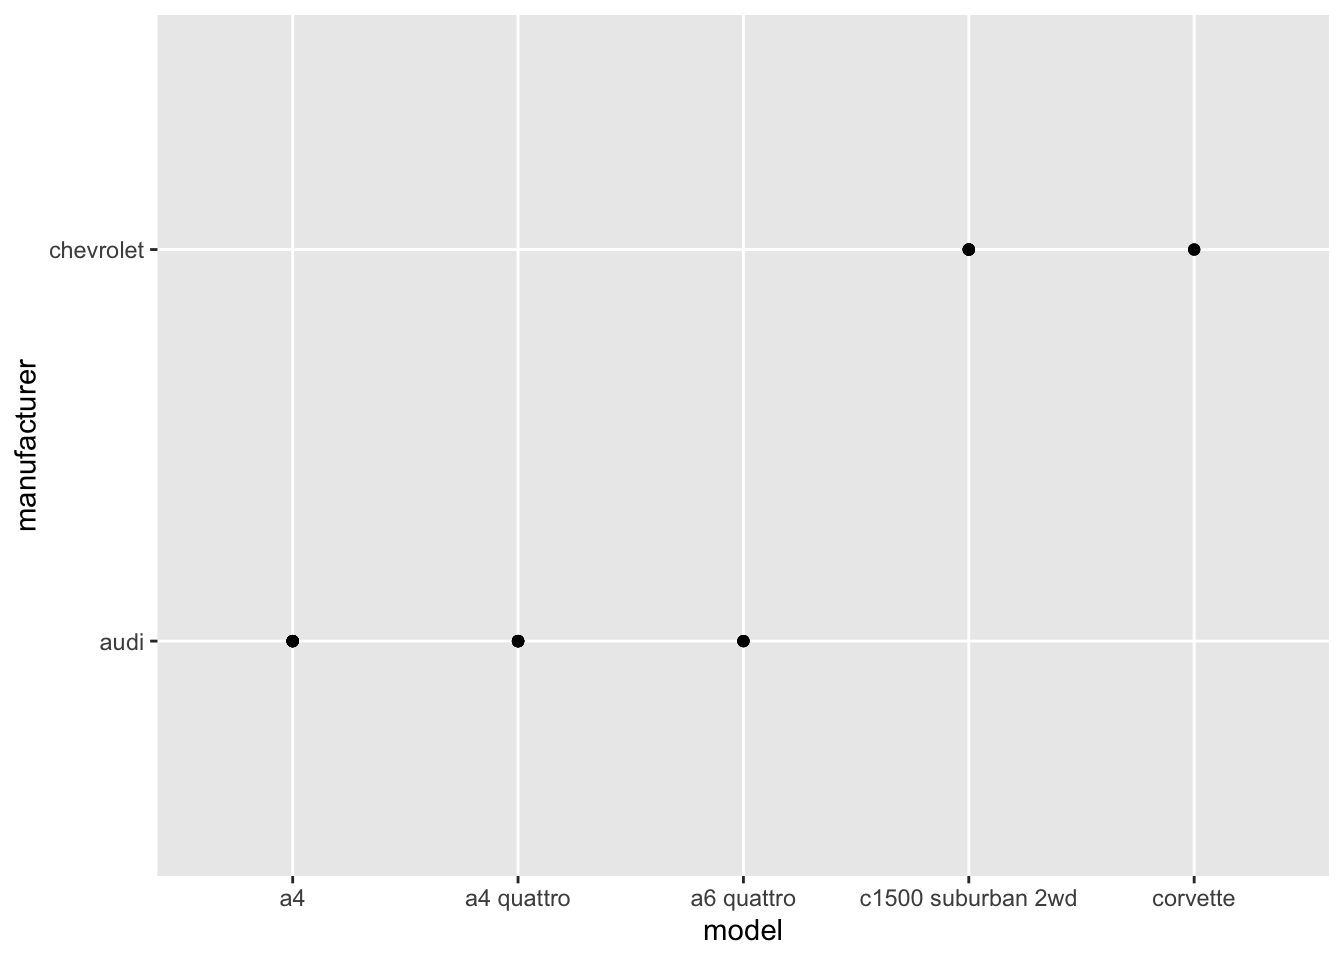 manufacturer
chevrolet
audi
a4
a4 quattro
a6 quattro
c1500 suburban 2wd
corvette
model